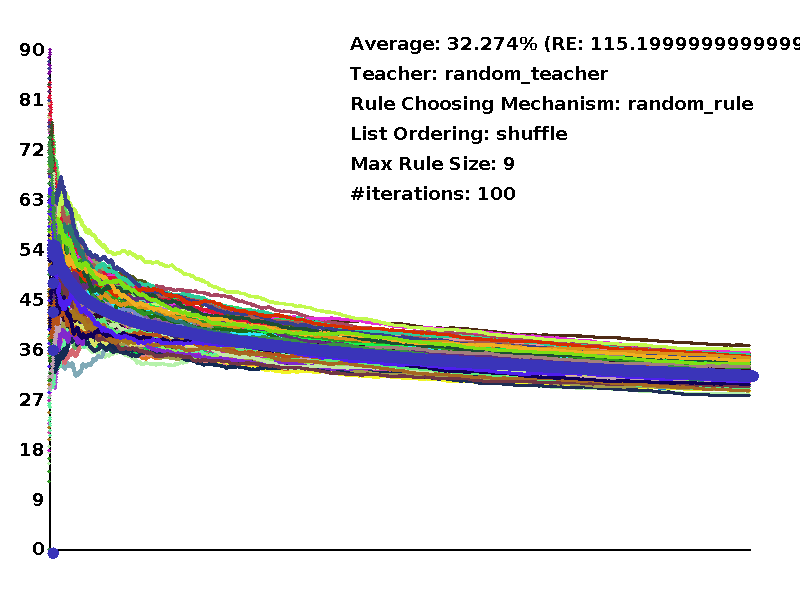 Average: 32.274% (RE: 115.1999999999999
Teacher: random_teacher
Rule Choosing Mechanism: random_rule
List Ordering: shuffle
Max Rule Size: 9
#iterations: 100
90
81
72
63
54
45
36
27
18
9
0